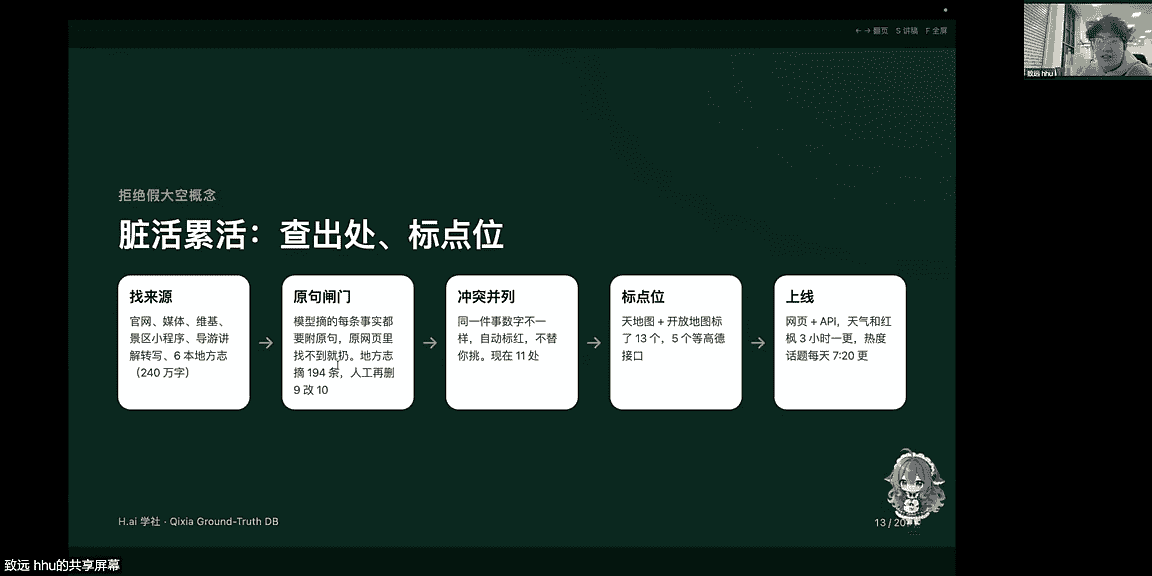 ← → 翻页 S 讲稿 F 全屏
致远 hhu
拒绝假大空概念
脏活累活：查出处、标点位
找来源
官网、媒体、维基、
景区小程序、导游讲
解转写、6 本地方志
（240 万字）
→
原句闸门
模型摘的每条事实都
要附原句，原网页里
找不到就扔。地方志
摘 194 条，人工再删
9 改 10
→
冲突并列
同一件事数字不一
样，自动标红，不替
你挑。现在 11 处
→
标点位
天地图 + 开放地图标
了 13 个，5 个等高德
接口
→
上线
网页 + API，天气和红
枫 3 小时一更，热度
话题每天 7:20 更
H.ai 学社 · Qixia Ground-Truth DB
13 / 20
致远 hhu的共享屏幕